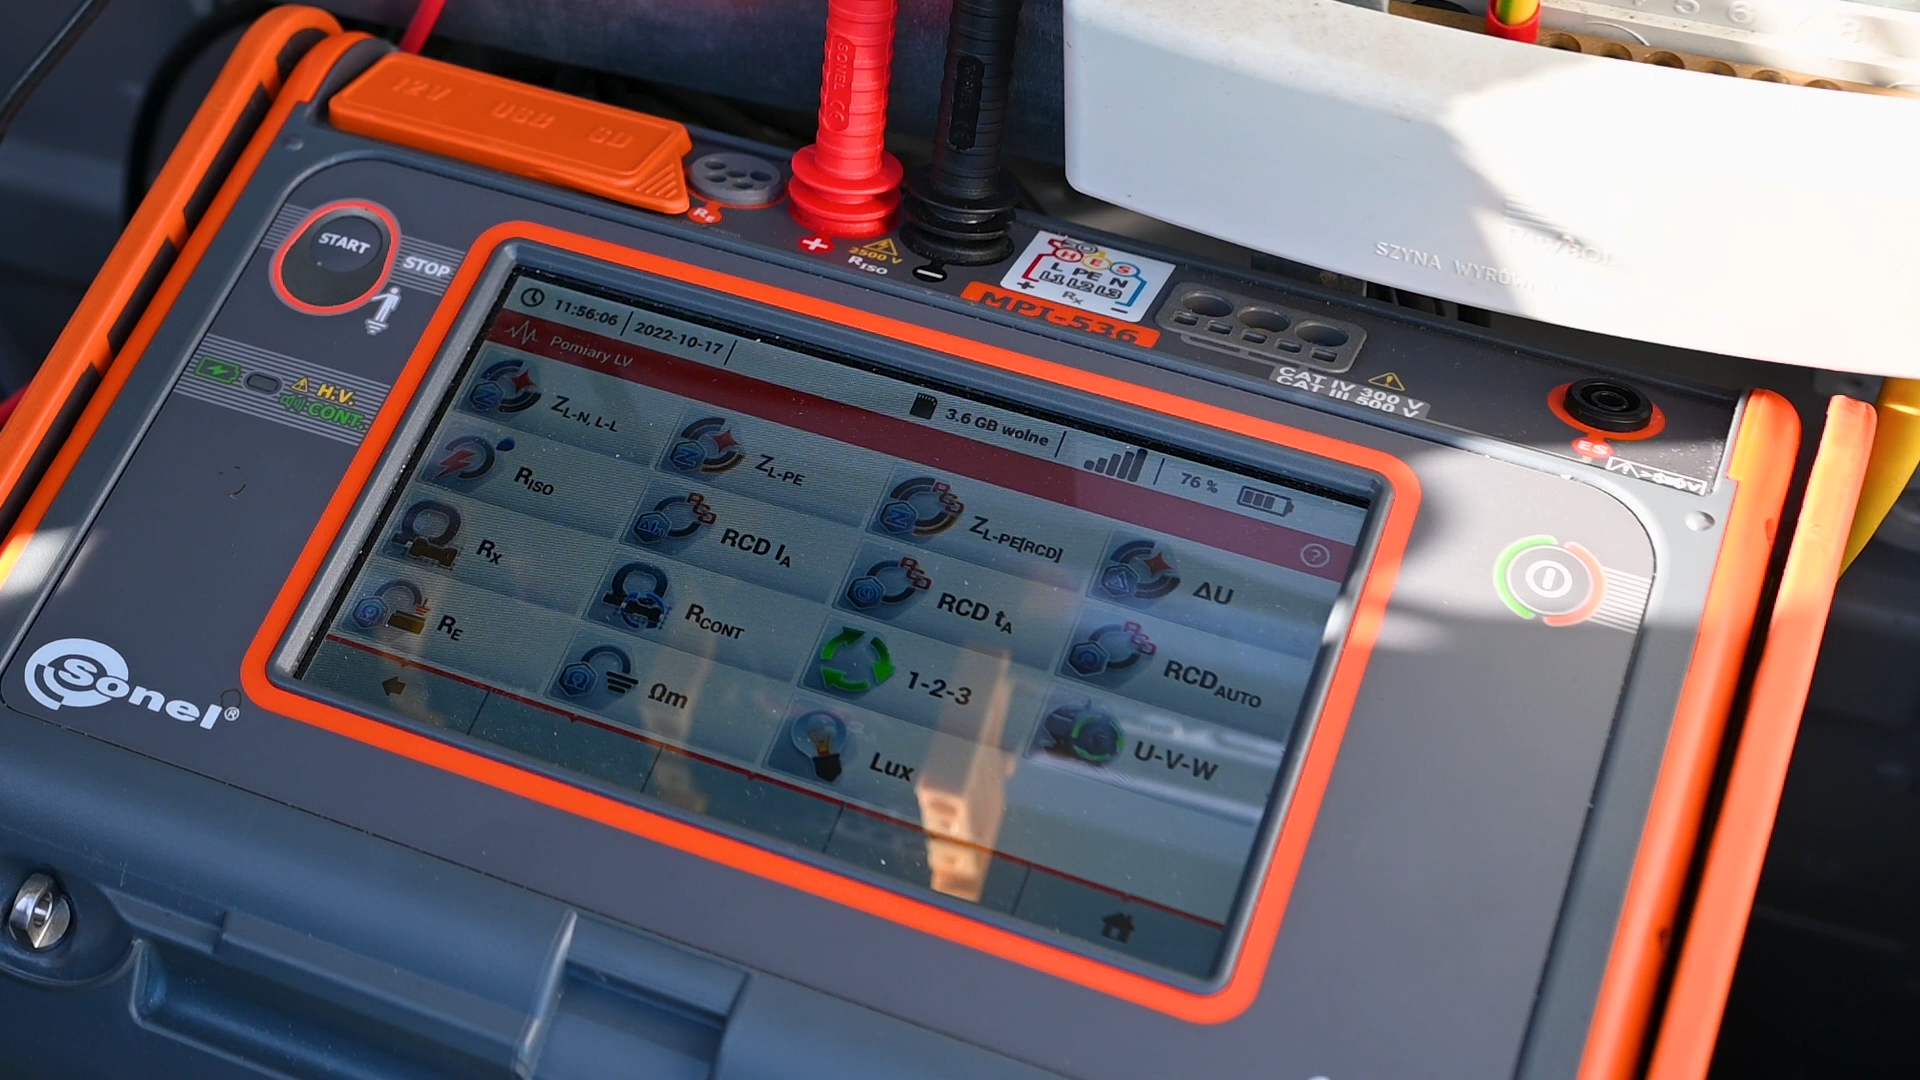 12V USB SD
SONEL
START
STOP
RE
+
2500 V
RISO
−
H E S
L PE N
L1 L2 L3
+ RX −
MPI-536
CAT IV 300 V
CAT III 500 V
ES
H.V.
CONT.
11:56:06
2022-10-17
3.6 GB wolne
76 %
Pomiary LV
ZL-N, L-L
ZL-PE
ZL-PE[RCD]
ΔU
RISO
RCD IA
RCD tA
RCDAUTO
RX
RCONT
1-2-3
U-V-W
RE
Ωm
Lux
Sonel®
SZYNA